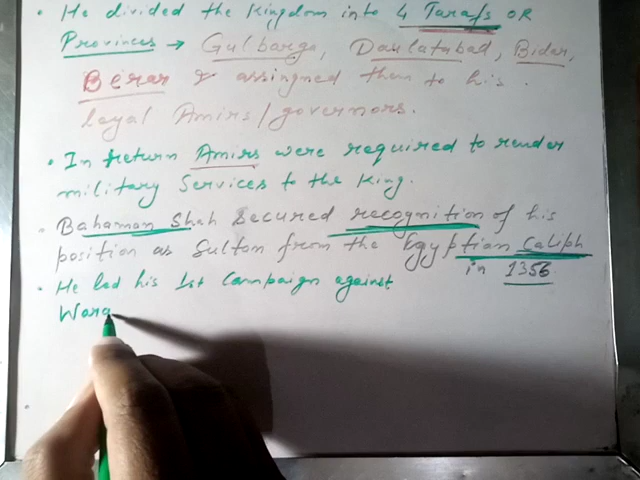 • He divided the Kingdom into 4 Tarafs OR
Provinces → Gulbarga, Daulatabad, Bidar,
Berar & assingned them to his
loyal Amirs/governors.
• In return Amirs were required to render
military Services to the King.
• Bahaman Shah secured recognition of his
position as Sultan from the Egyptian Caliph
in 1356
• He led his 1st Campaign against
Wara